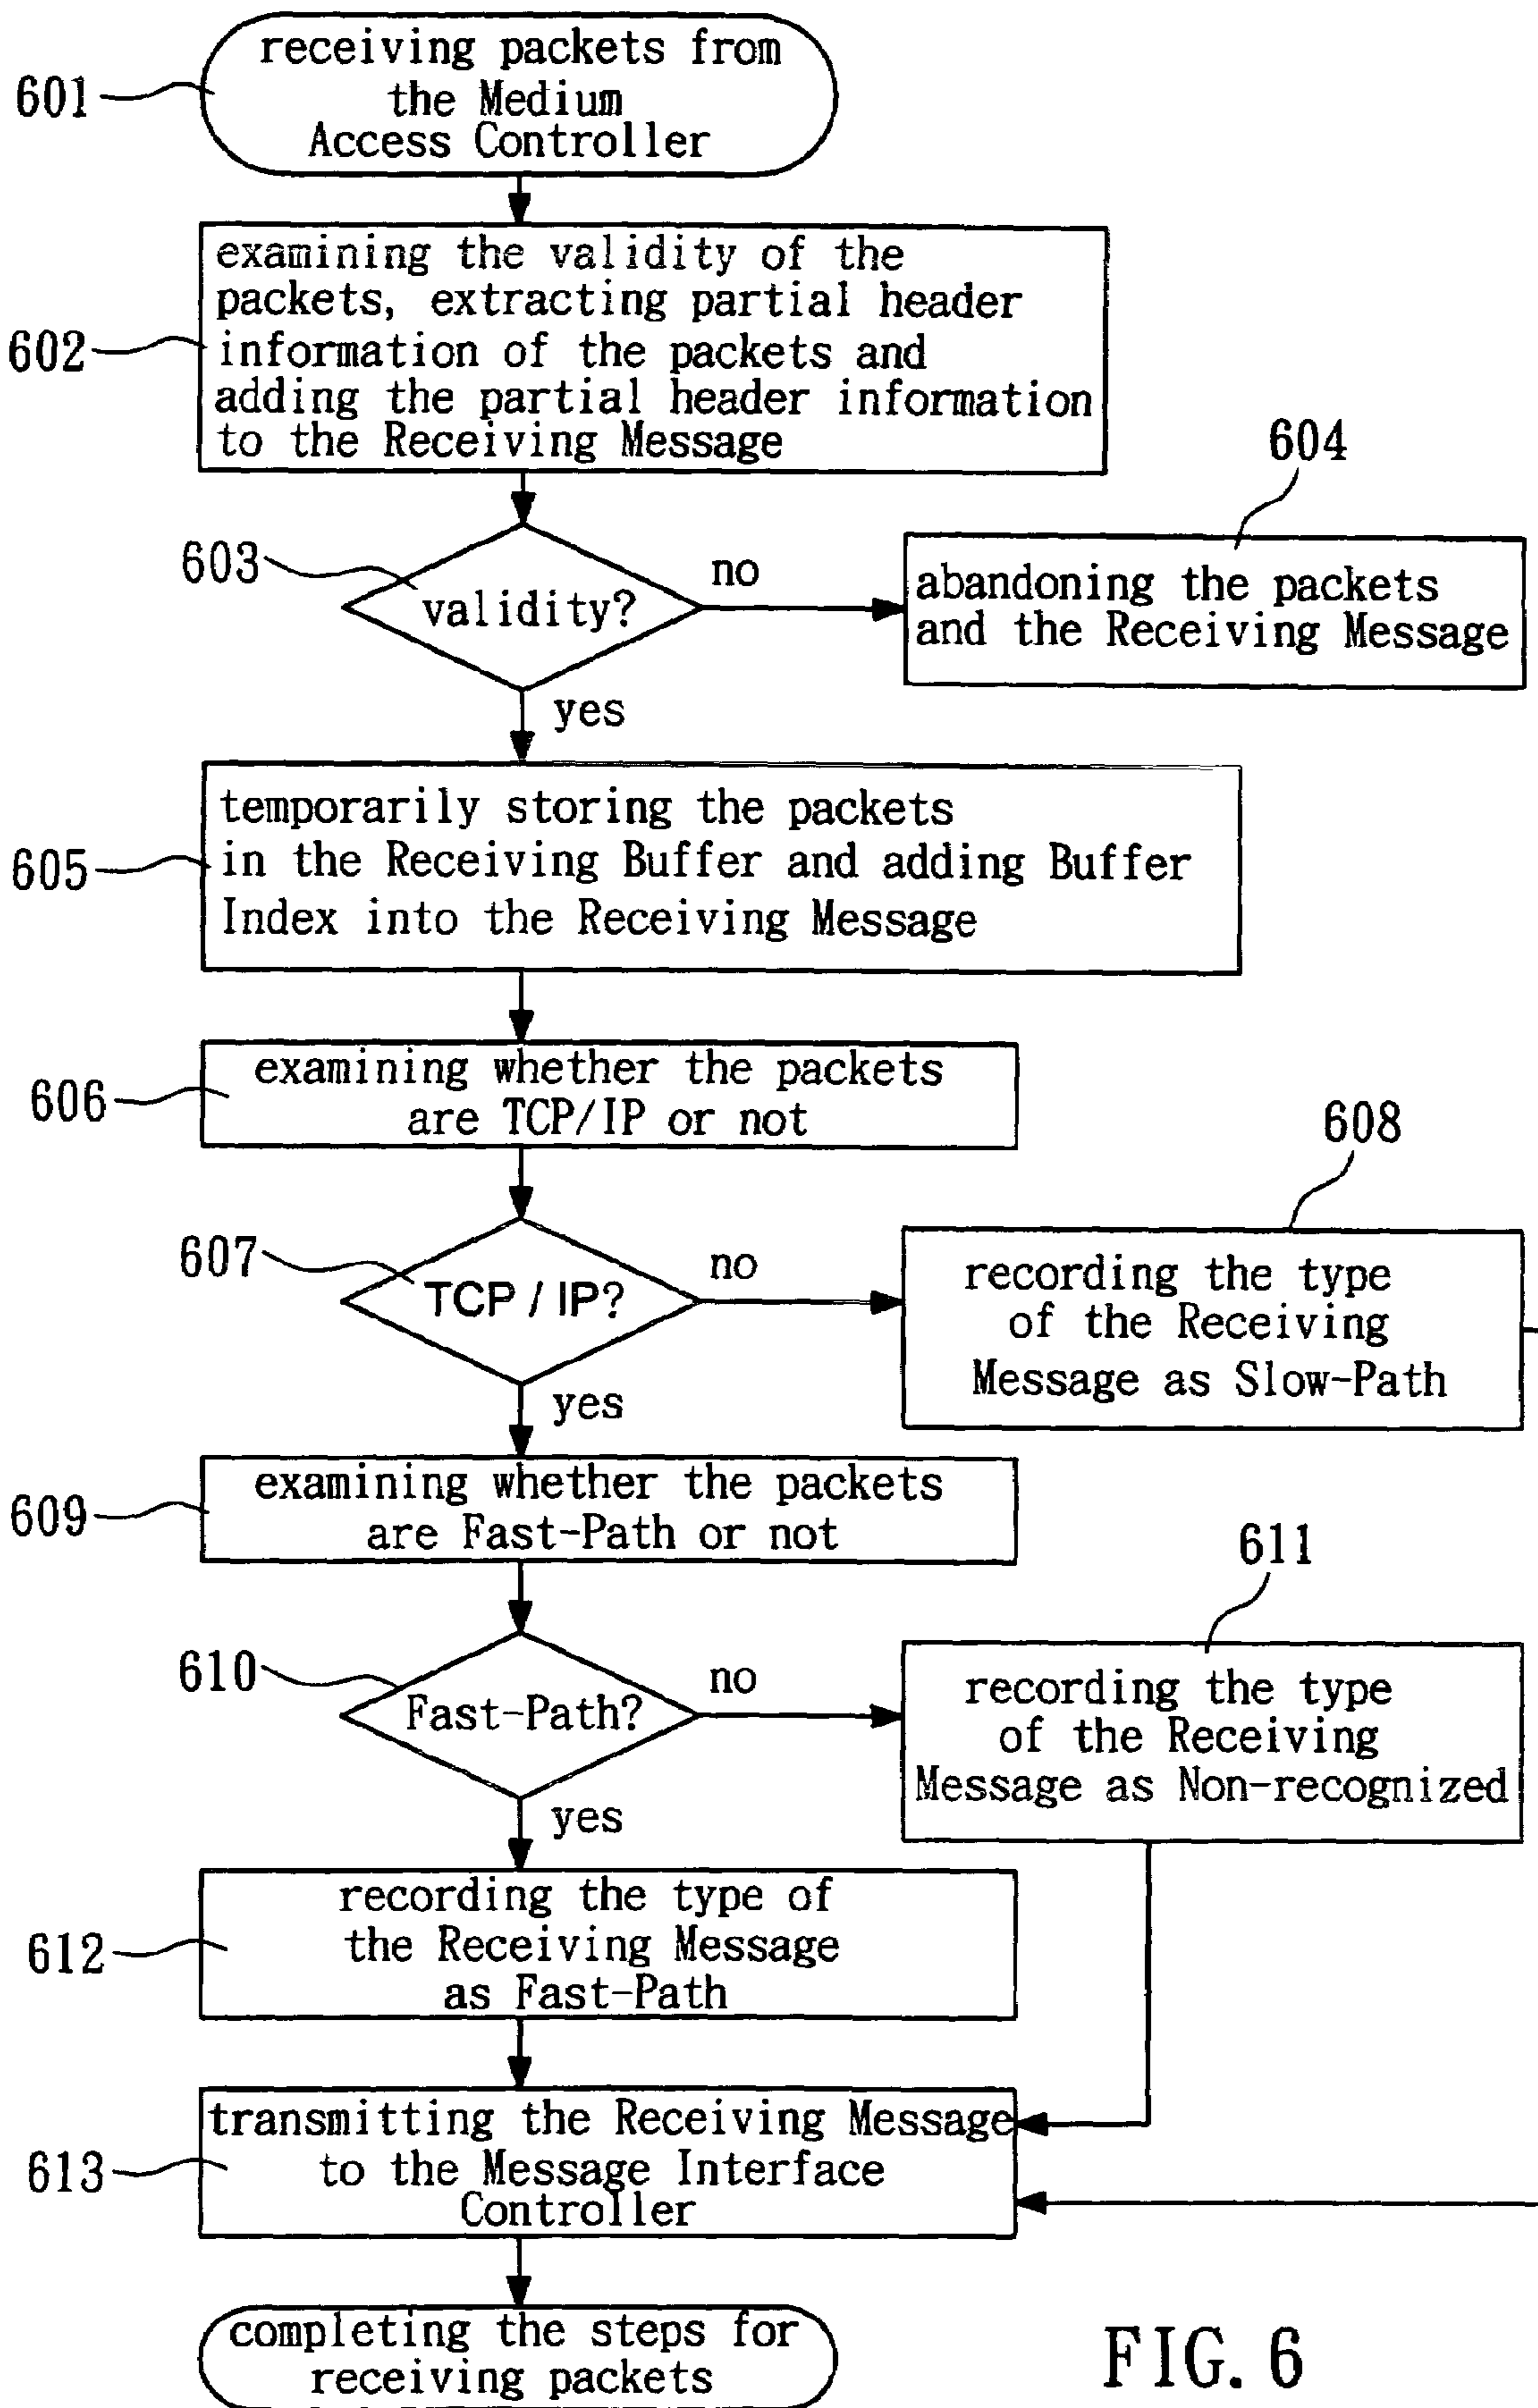 receiving packets from
the Medium
Access Controller
601
examining the validity of the
packets, extracting partial header
information of the packets and
adding the partial header information
to the Receiving Message
602
604
603
validity?
no
abandoning the packets
and the Receiving Message
yes
temporarily storing the packets
in the Receiving Buffer and adding Buffer
Index into the Receiving Message
605
examining whether the packets
are TCP/IP or not
606
608
607
TCP / IP?
no
recording the type
of the Receiving
Message as Slow-Path
yes
examining whether the packets
are Fast-Path or not
609
611
610
Fast-Path?
no
recording the type
of the Receiving
Message as Non-recognized
yes
recording the type of
the Receiving Message
as Fast-Path
612
transmitting the Receiving Message
to the Message Interface
Controller
613
completing the steps for
receiving packets
FIG. 6